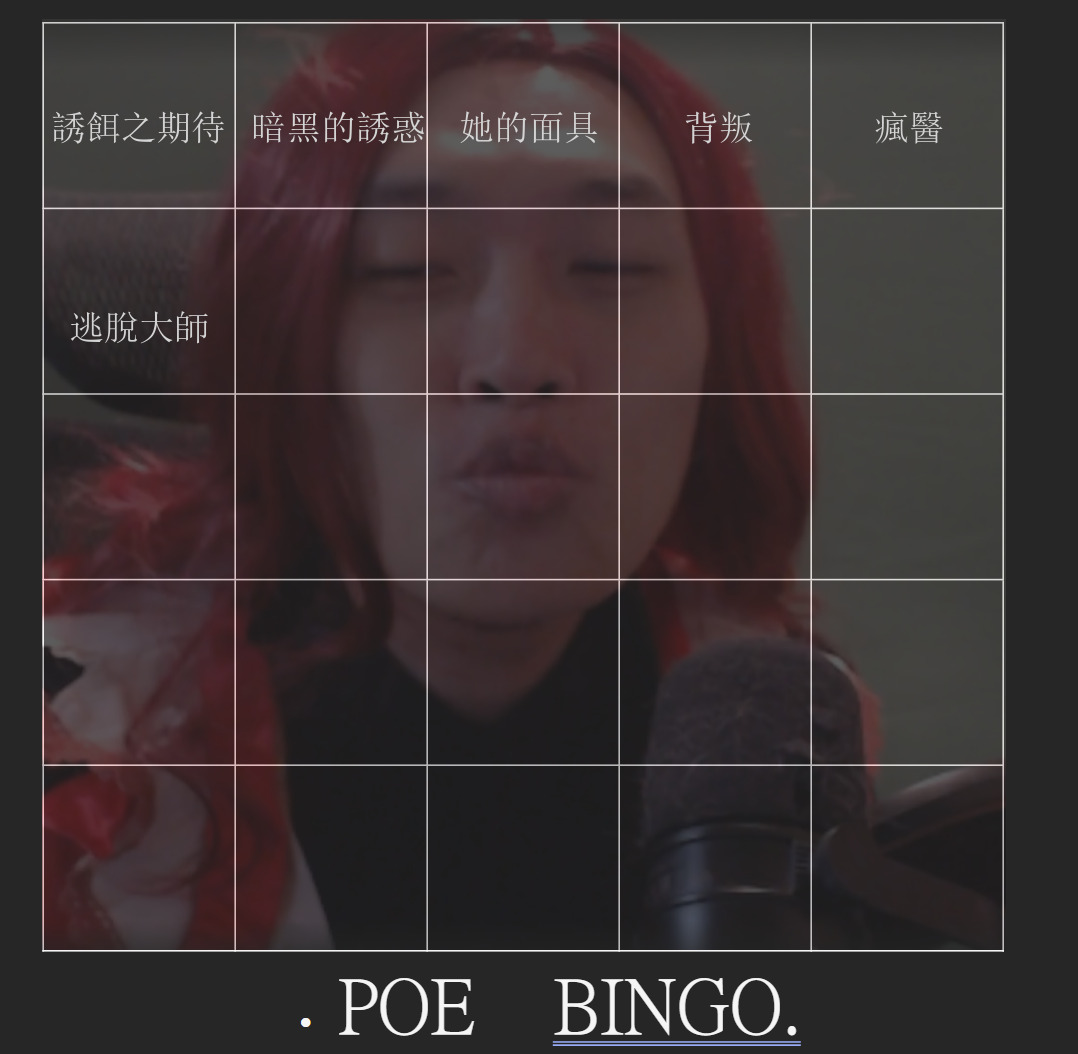 誘餌之期待
暗黑的誘惑
她的面具
背叛
瘋醫
逃脫大師
. POE BINGO.